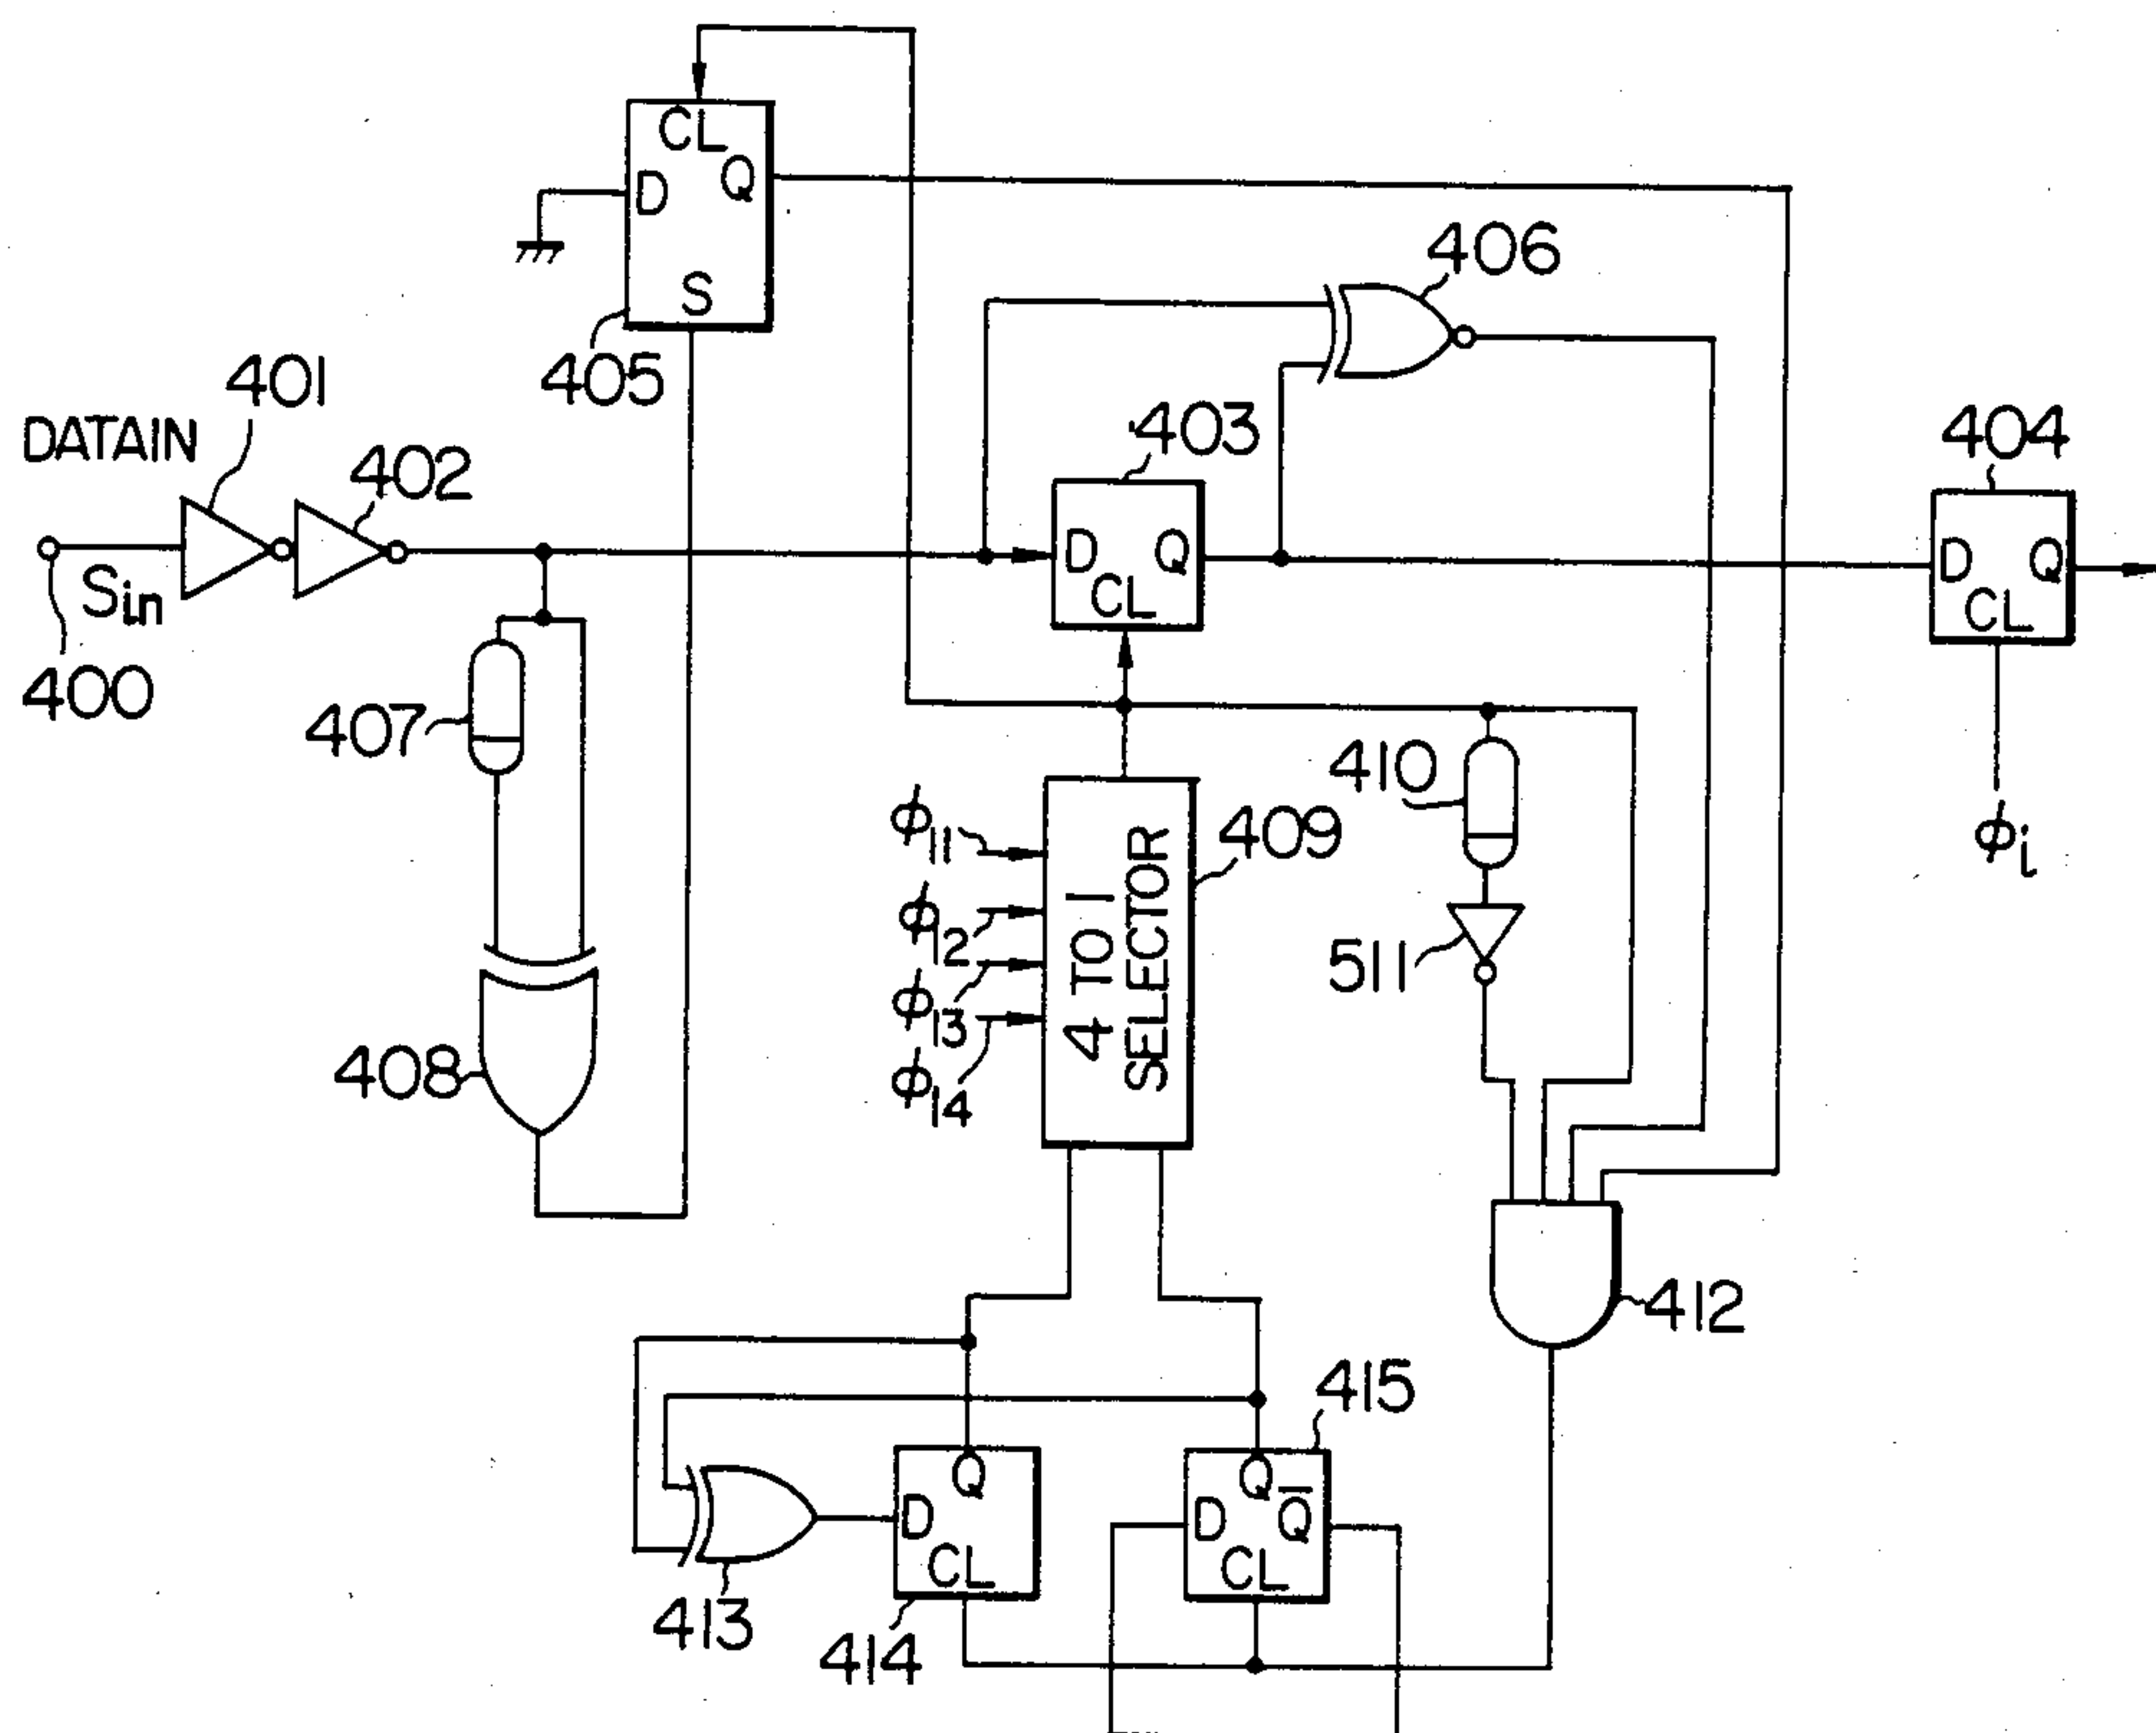 CL
D Q
S
405
406
401
DATAIN
402
403
404
D Q
CL
D Q
CL
Sin
400
407
410
409
ϕ11
ϕ12
ϕ13
ϕ14
4 TO 1
SELECTOR
ϕi
511
408
412
415
Q
D
CL
Q
D Q̅
CL
413
414